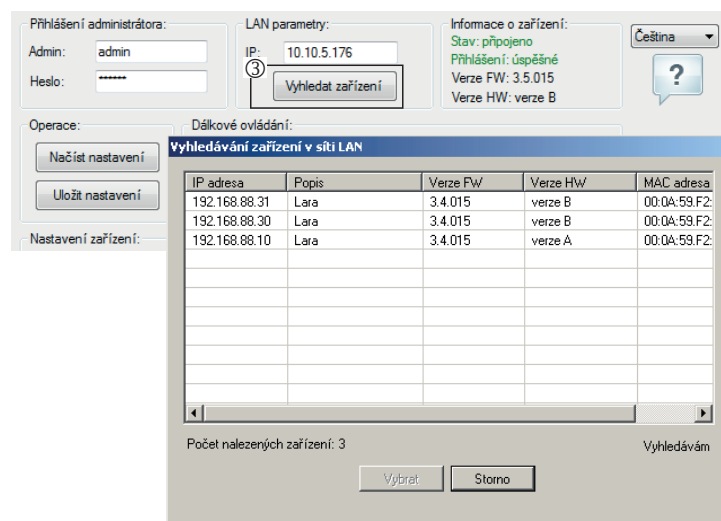 Přihlášení administrátora:
Admin: admin
Heslo: ******
LAN parametry:
IP: 10.10.5.176
③
Vyhledat zařízení
Informace o zařízení:
Stav: připojeno
Přihlášení: úspěšné
Verze FW: 3.5.015
Verze HW: verze B
Čeština
?
Operace:
Načíst nastavení
Uložit nastavení
Nastavení zařízení:
Dálkové ovládání:
Vyhledávání zařízení v síti LAN
IP adresa Popis Verze FW Verze HW MAC adresa
192.168.88.31 Lara 3.4.015 verze B 00:0A:59:F2:
192.168.88.30 Lara 3.4.015 verze B 00:0A:59:F2:
192.168.88.10 Lara 3.4.015 verze A 00:0A:59:F2:
Počet nalezených zařízení: 3
Vyhledávám
Vybrat Storno